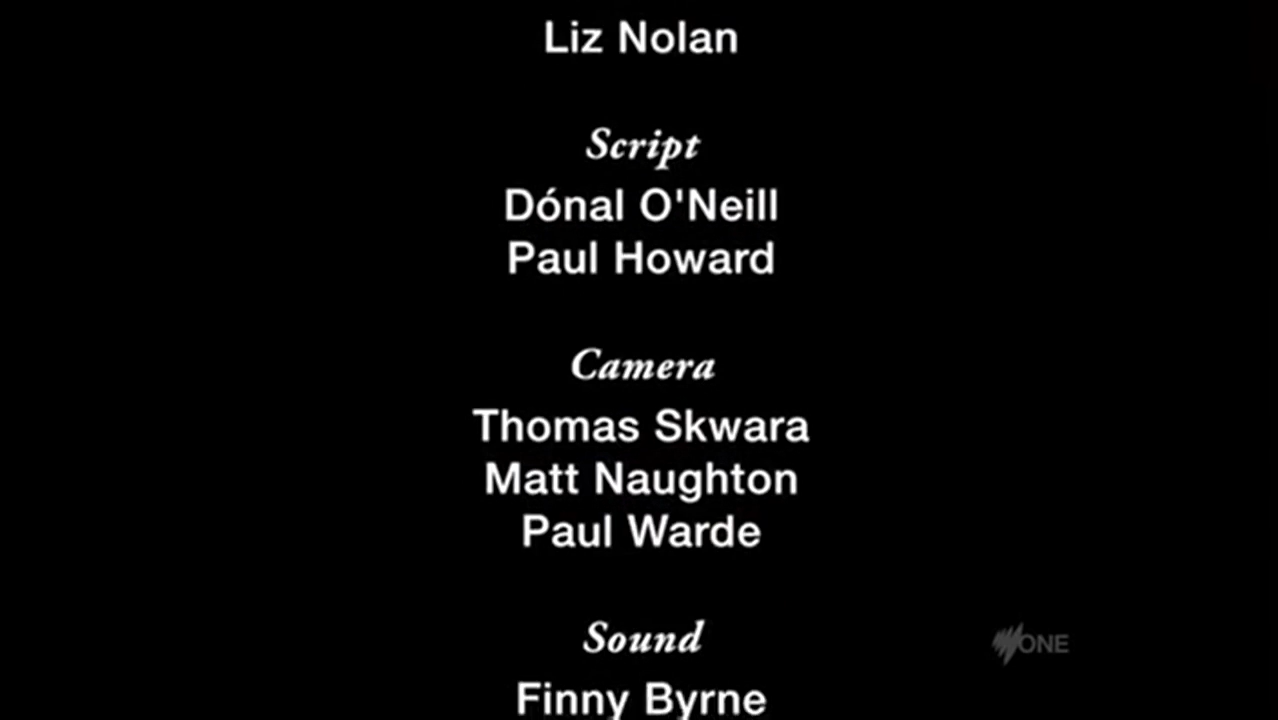 Liz Nolan
Script
Dónal O'Neill
Paul Howard
Camera
Thomas Skwara
Matt Naughton
Paul Warde
Sound
Finny Byrne
ONE